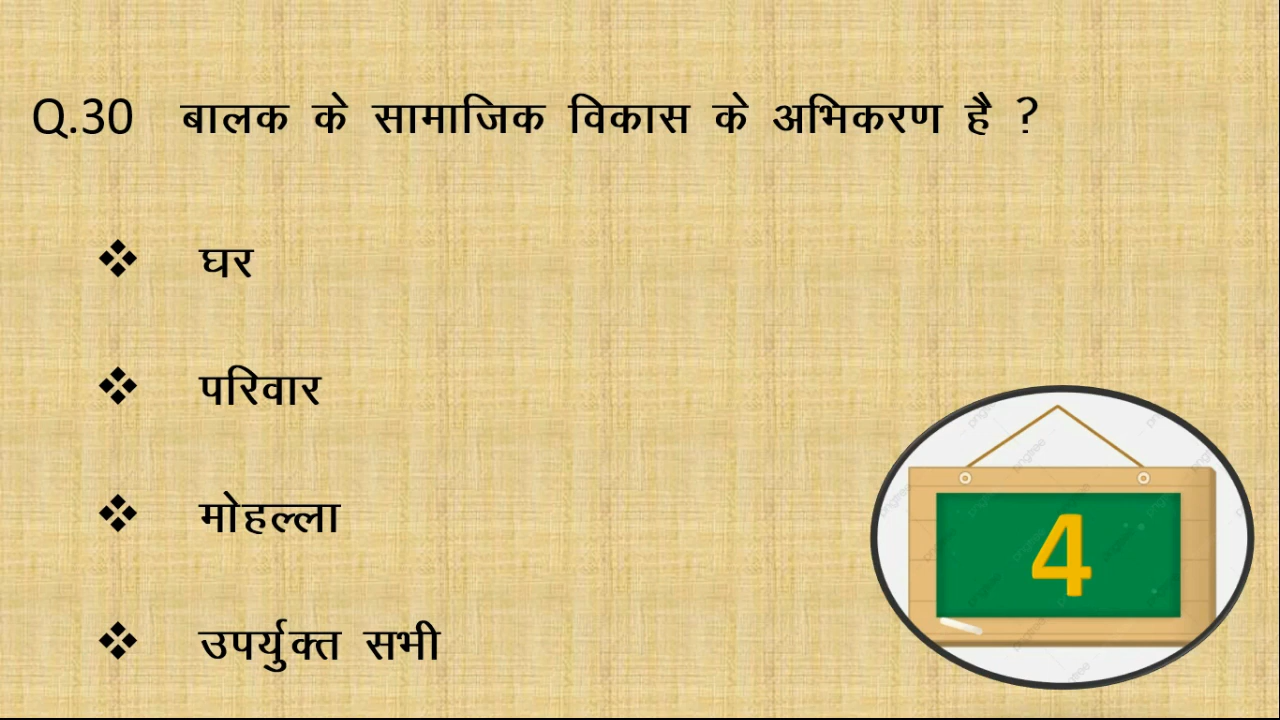 Q.30 बालक के सामाजिक विकास के अभिकरण है ?
❖ घर
❖ परिवार
❖ मोहल्ला
❖ उपर्युक्त सभी
4